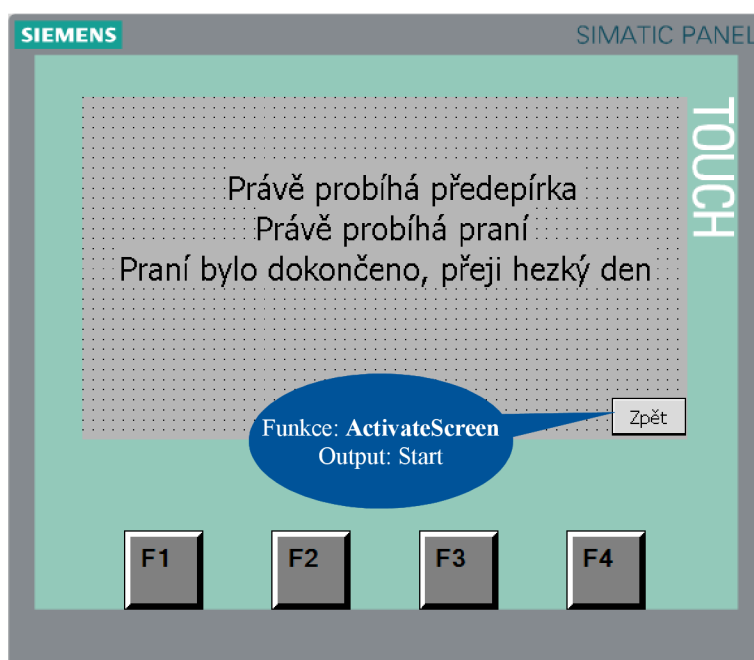 SIEMENS
SIMATIC PANEL
TOUCH
Právě probíhá předepírka
Právě probíhá praní
Praní bylo dokončeno, přeji hezký den
Zpět
Funkce: ActivateScreen
Output: Start
F1 F2 F3 F4